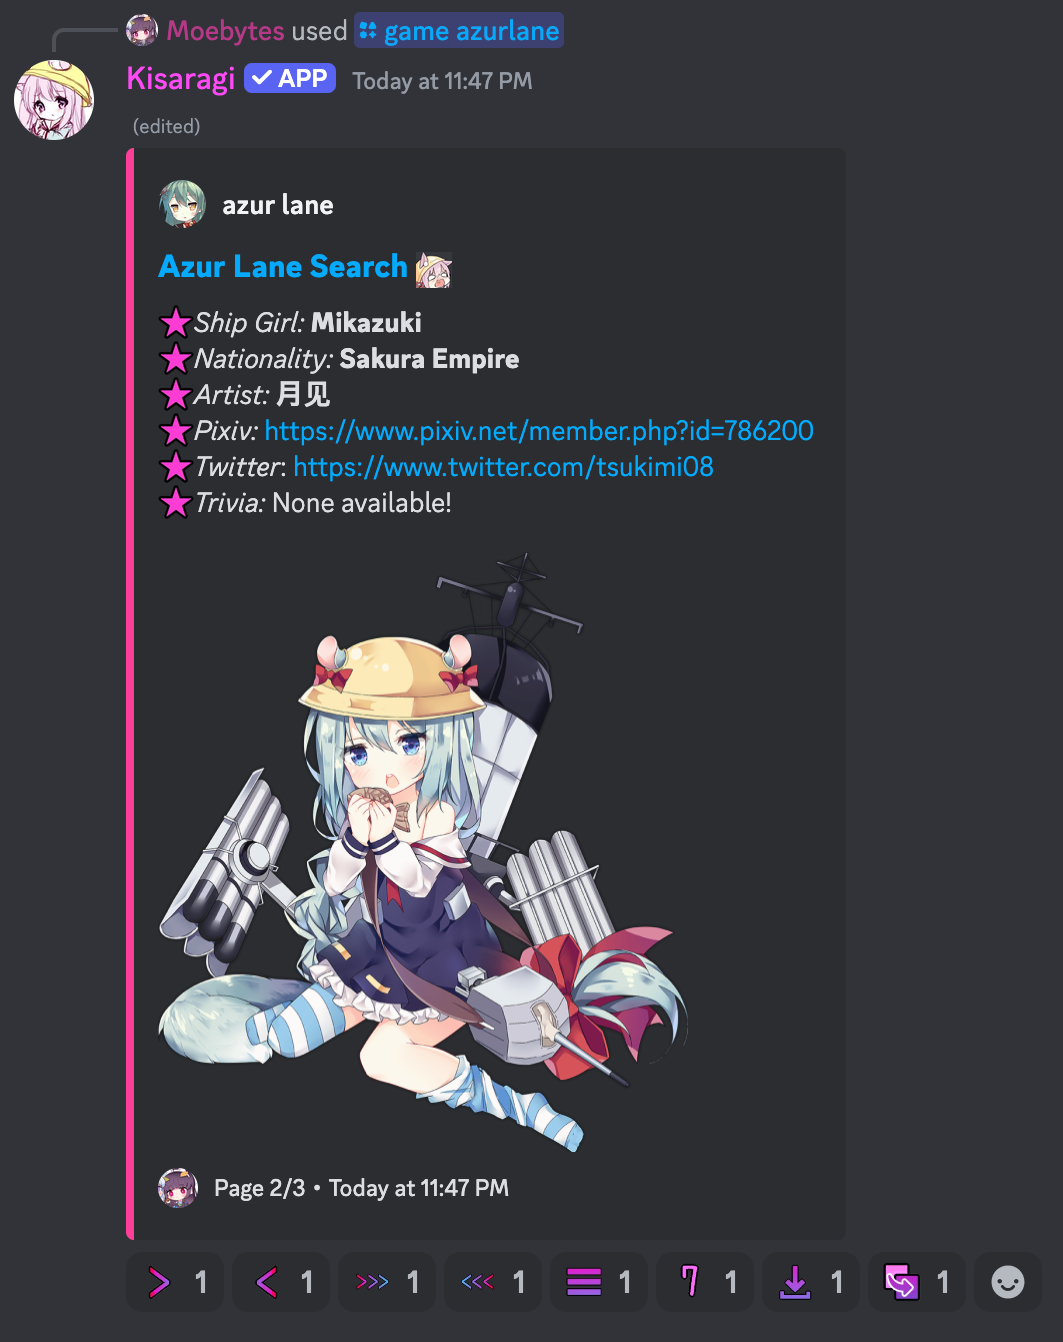 Moebytes used game azurlane
Kisaragi APP Today at 11:47 PM
(edited)
azur lane
Azur Lane Search
Ship Girl: Mikazuki
Nationality: Sakura Empire
Artist: 月见
Pixiv: https://www.pixiv.net/member.php?id=786200
Twitter: https://www.twitter.com/tsukimi08
Trivia: None available!
Page 2/3 • Today at 11:47 PM
> 1 < 1 >>> 1 <<< 1 1 7 1 1 1